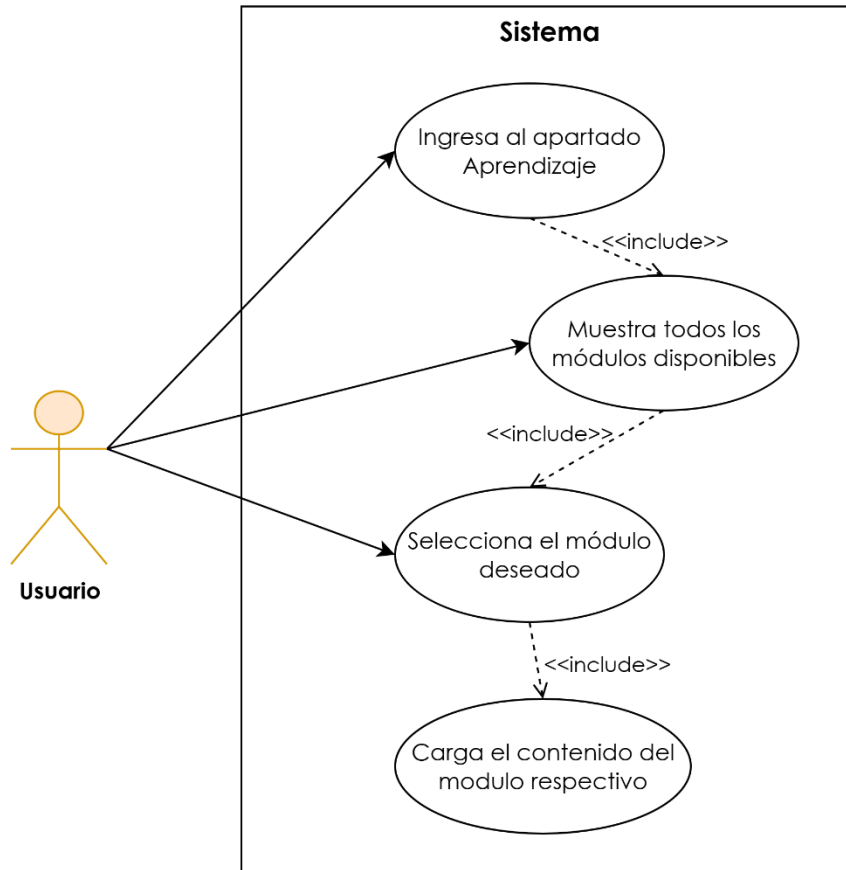 Sistema
Ingresa al apartado
Aprendizaje
<<include>>
Muestra todos los
módulos disponibles
<<include>>
Selecciona el módulo
deseado
Usuario
<<include>>
Carga el contenido del
modulo respectivo